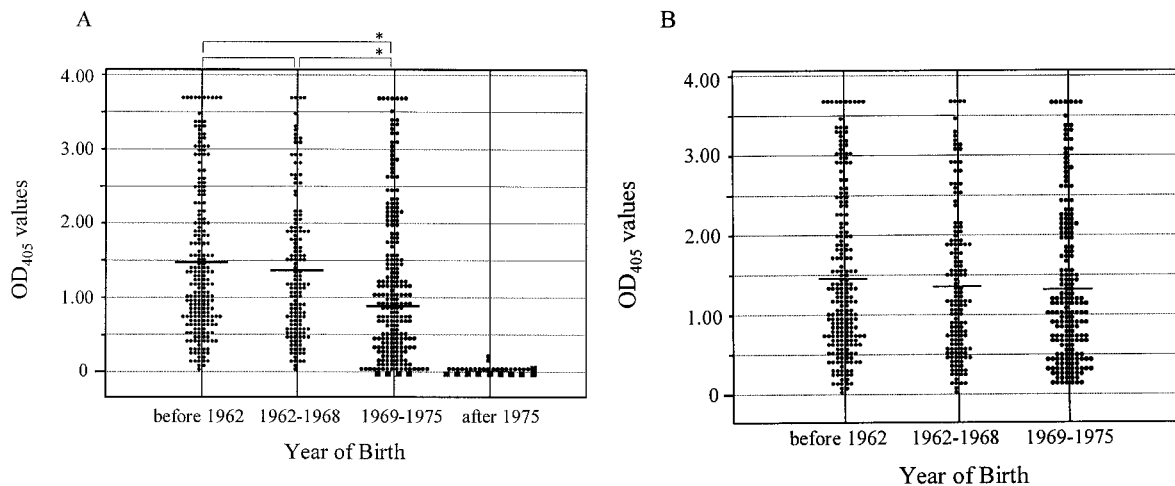 A
*
*
4.00
3.00
2.00
1.00
0
OD405 values
before 1962 1962-1968 1969-1975 after 1975
Year of Birth
B
4.00
3.00
2.00
1.00
0
OD405 values
before 1962 1962-1968 1969-1975
Year of Birth